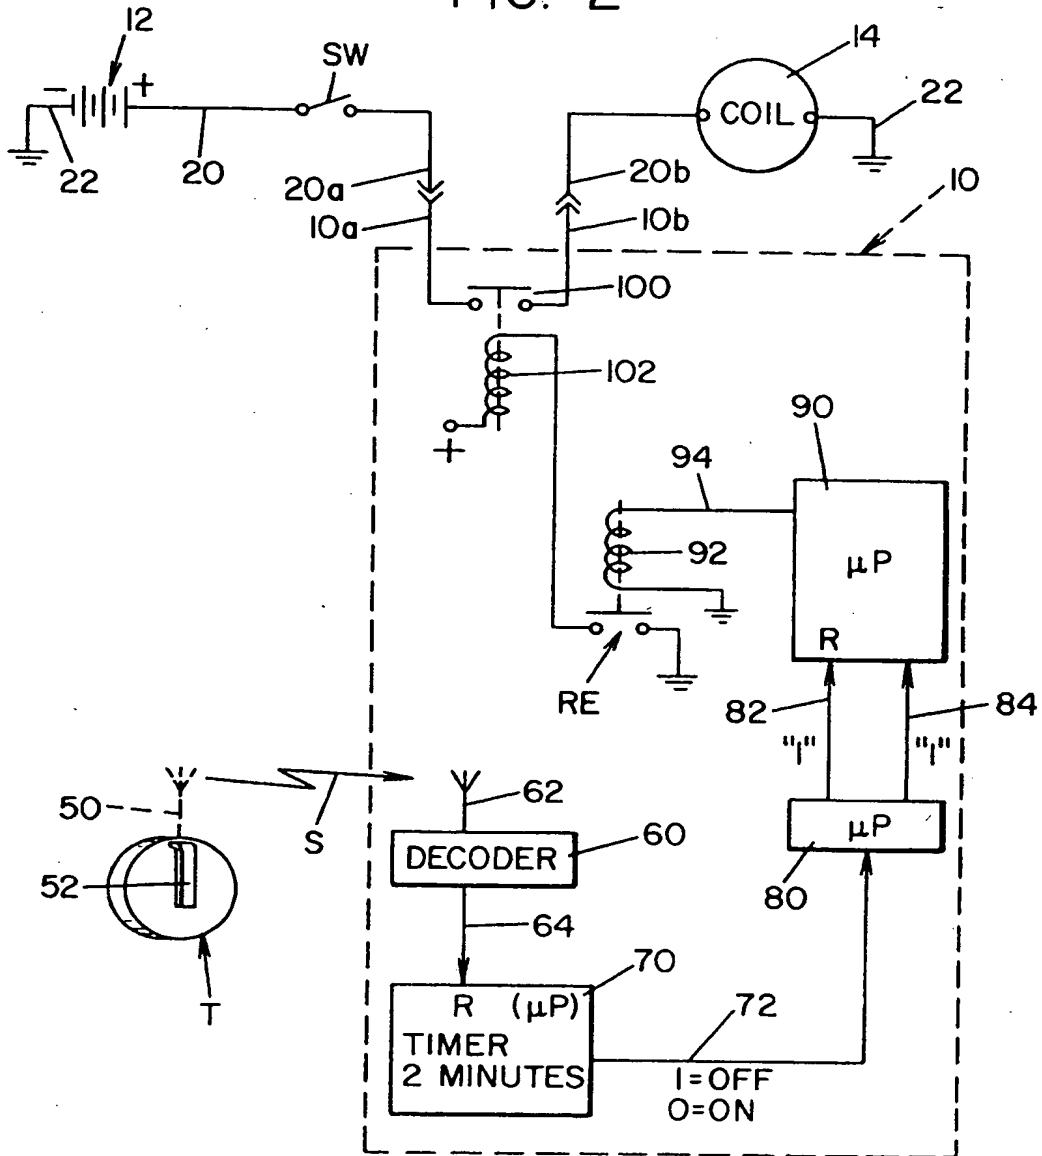 FIG. 2
12
SW
14
− +
COIL
22
22
20
20a
20b
10
10a
10b
100
102
+
90
94
92
μP
R
RE
82
84
"1"
"1"
50
S
62
μP
DECODER
60
52
80
64
70
T
R (μP)
72
TIMER
2 MINUTES
1=OFF
0=ON